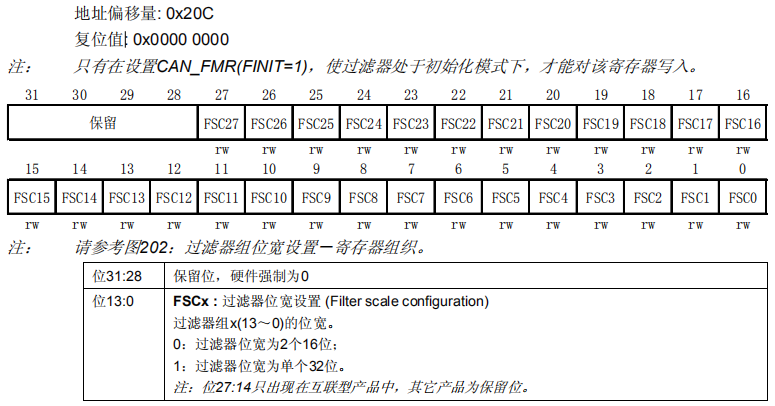 地址偏移量: 0x20C
复位值: 0x0000 0000
注: 只有在设置CAN_FMR(FINIT=1)，使过滤器处于初始化模式下，才能对该寄存器写入。
31 30 29 28 27 26 25 24 23 22 21 20 19 18 17 16
保留 FSC27 FSC26 FSC25 FSC24 FSC23 FSC22 FSC21 FSC20 FSC19 FSC18 FSC17 FSC16
rw rw rw rw rw rw rw rw rw rw rw rw
15 14 13 12 11 10 9 8 7 6 5 4 3 2 1 0
FSC15 FSC14 FSC13 FSC12 FSC11 FSC10 FSC9 FSC8 FSC7 FSC6 FSC5 FSC4 FSC3 FSC2 FSC1 FSC0
rw rw rw rw rw rw rw rw rw rw rw rw rw rw rw rw
注: 请参考图202：过滤器组位宽设置－寄存器组织。
位31:28 保留位，硬件强制为0
位13:0 FSCx : 过滤器位宽设置 (Filter scale configuration)
过滤器组x(13～0)的位宽。
0：过滤器位宽为2个16位；
1：过滤器位宽为单个32位。
注：位27:14只出现在互联型产品中，其它产品为保留位。